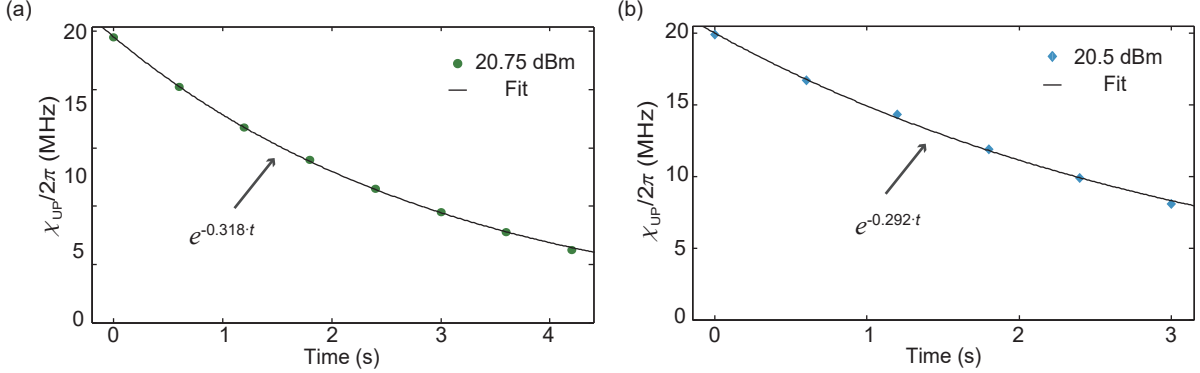 (a)
20
15
10
5
0
χUP/2π (MHz)
20.75 dBm
Fit
e-0.318·t
0 1 2 3 4
Time (s)
(b)
20
15
10
5
0
χUP/2π (MHz)
20.5 dBm
Fit
e-0.292·t
0 1 2 3
Time (s)